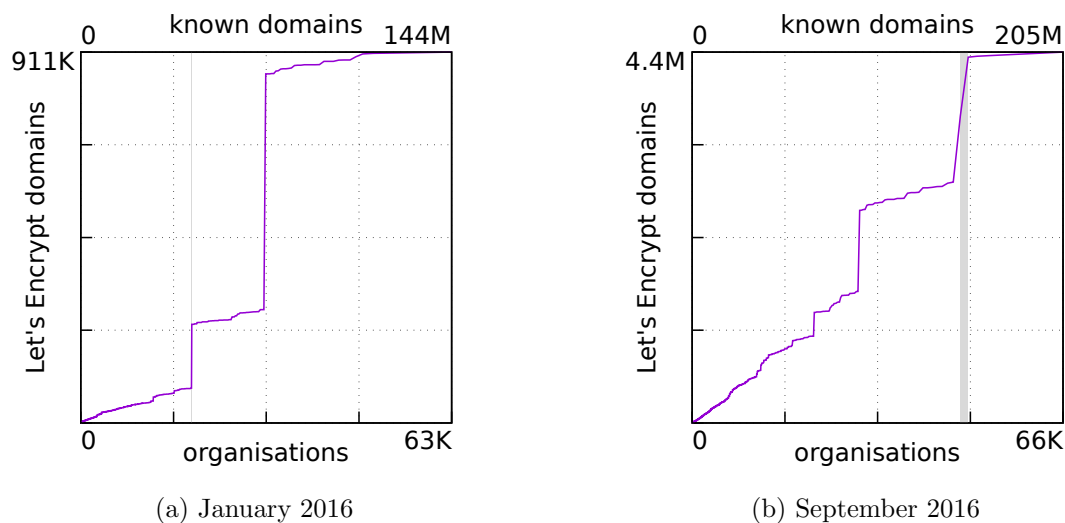 known domains
0 144M
911K
Let's Encrypt domains
0 63K
organisations
(a) January 2016
known domains
0 205M
4.4M
Let's Encrypt domains
0 66K
organisations
(b) September 2016